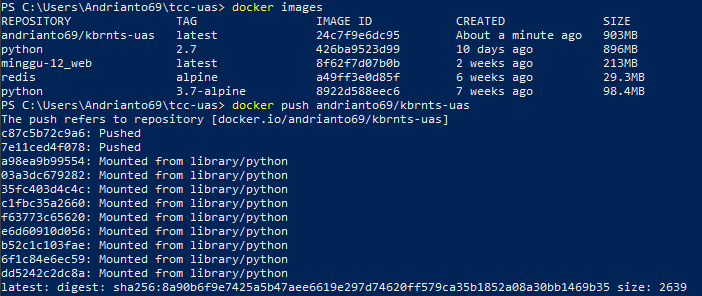 PS C:\Users\Andrianto69\tcc-uas> docker images
REPOSITORY TAG IMAGE ID CREATED SIZE
andrianto69/kbrnts-uas latest 24c7f9e6dc95 About a minute ago 903MB
python 2.7 426ba9523d99 10 days ago 896MB
minggu-12_web latest 8f62f7d07b0b 2 weeks ago 213MB
redis alpine a49ff3e0d85f 6 weeks ago 29.3MB
python 3.7-alpine 8922d588eec6 7 weeks ago 98.4MB
PS C:\Users\Andrianto69\tcc-uas> docker push andrianto69/kbrnts-uas
The push refers to repository [docker.io/andrianto69/kbrnts-uas]
c87c5b72c9a6: Pushed
7e11ced4f078: Pushed
a98ea9b99554: Mounted from library/python
03a3dc679282: Mounted from library/python
35fc403d4c4c: Mounted from library/python
c1fbc35a2660: Mounted from library/python
f63773c65620: Mounted from library/python
e6d60910d056: Mounted from library/python
b52c1c103fae: Mounted from library/python
6f1c84e6ec59: Mounted from library/python
dd5242c2dc8a: Mounted from library/python
latest: digest: sha256:8a90b6f9e7425a5b47aee6619e297d74620ff579ca35b1852a08a30bb1469b35 size: 2639